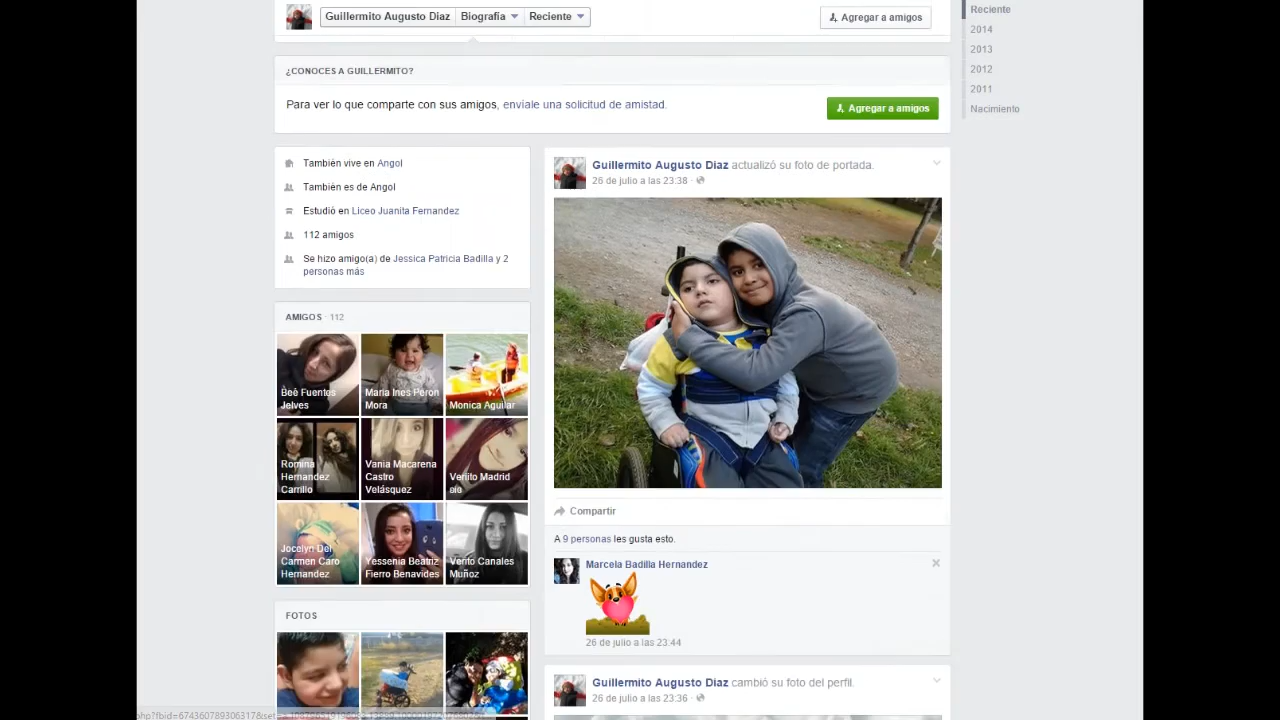 Guillermito Augusto Diaz Biografía Reciente
Agregar a amigos
¿CONOCES A GUILLERMITO?
Para ver lo que comparte con sus amigos, envíale una solicitud de amistad.
Agregar a amigos
Reciente
2014
2013
2012
2011
Nacimiento
También vive en Angol
También es de Angol
Estudió en Liceo Juanita Fernandez
112 amigos
Se hizo amigo(a) de Jessica Patricia Badilla y 2
personas más
AMIGOS · 112
Beê Fuentes
Jelves
Maria Ines Peron
Mora
Monica Aguilar
Romina
Hernandez
Carrillo
Vania Macarena
Castro
Velásquez
Veriito Madrid
Jocelyn Del
Carmen Caro
Hernandez
Yessenia Beatriz
Fierro Benavides
Verito Canales
Muñoz
FOTOS
Guillermito Augusto Diaz actualizó su foto de portada.
26 de julio a las 23:38 ·
Compartir
A 9 personas les gusta esto.
Marcela Badilla Hernandez
26 de julio a las 23:44
Guillermito Augusto Diaz cambió su foto del perfil.
26 de julio a las 23:36 ·